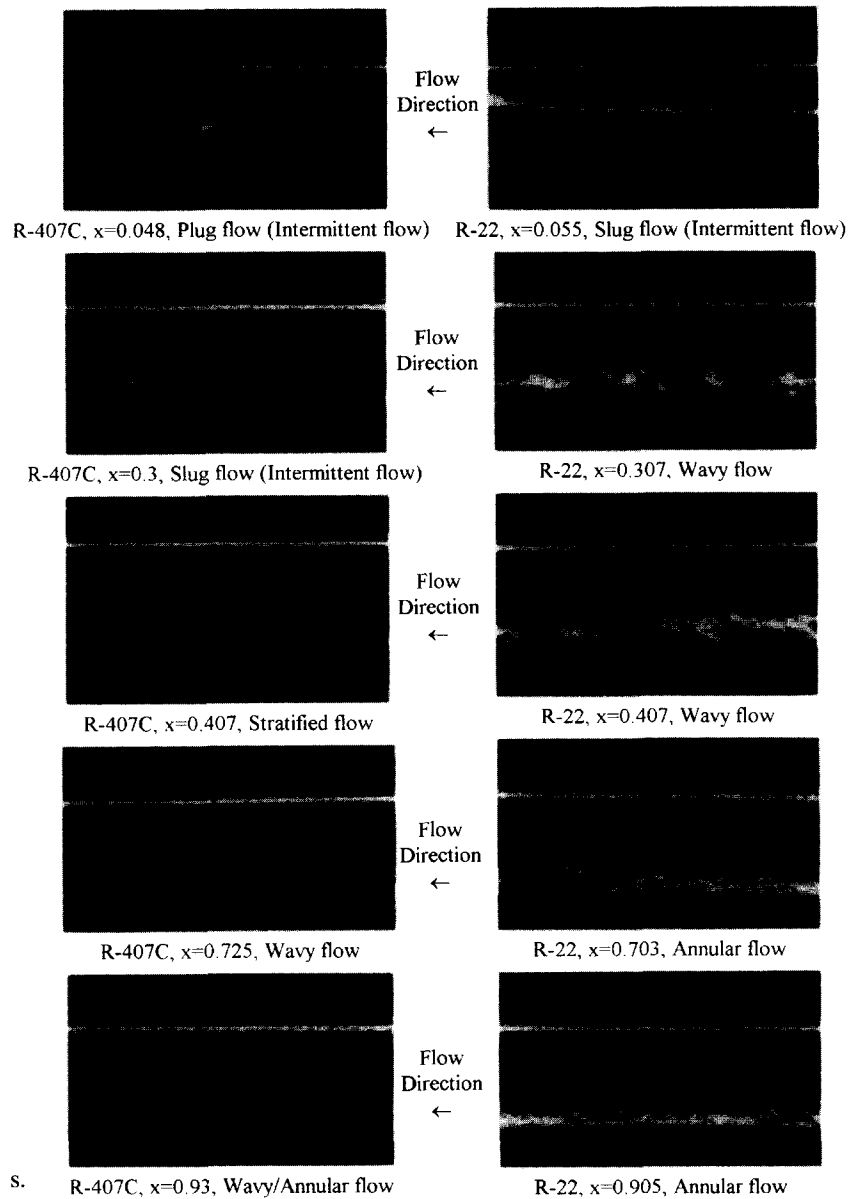 Flow
Direction
←
R-407C, x=0.048, Plug flow (Intermittent flow)
R-22, x=0.055, Slug flow (Intermittent flow)
Flow
Direction
←
R-407C, x=0.3, Slug flow (Intermittent flow)
R-22, x=0.307, Wavy flow
Flow
Direction
←
R-407C, x=0.407, Stratified flow
R-22, x=0.407, Wavy flow
Flow
Direction
←
R-407C, x=0.725, Wavy flow
R-22, x=0.703, Annular flow
Flow
Direction
←
s.
R-407C, x=0.93, Wavy/Annular flow
R-22, x=0.905, Annular flow